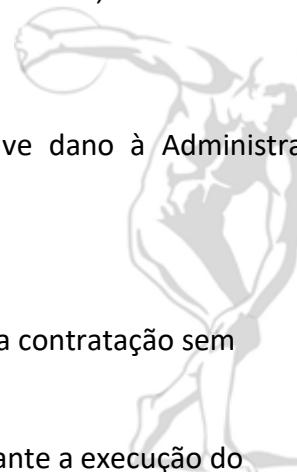 ve dano à Administra
a contratação sem
ante a execução do